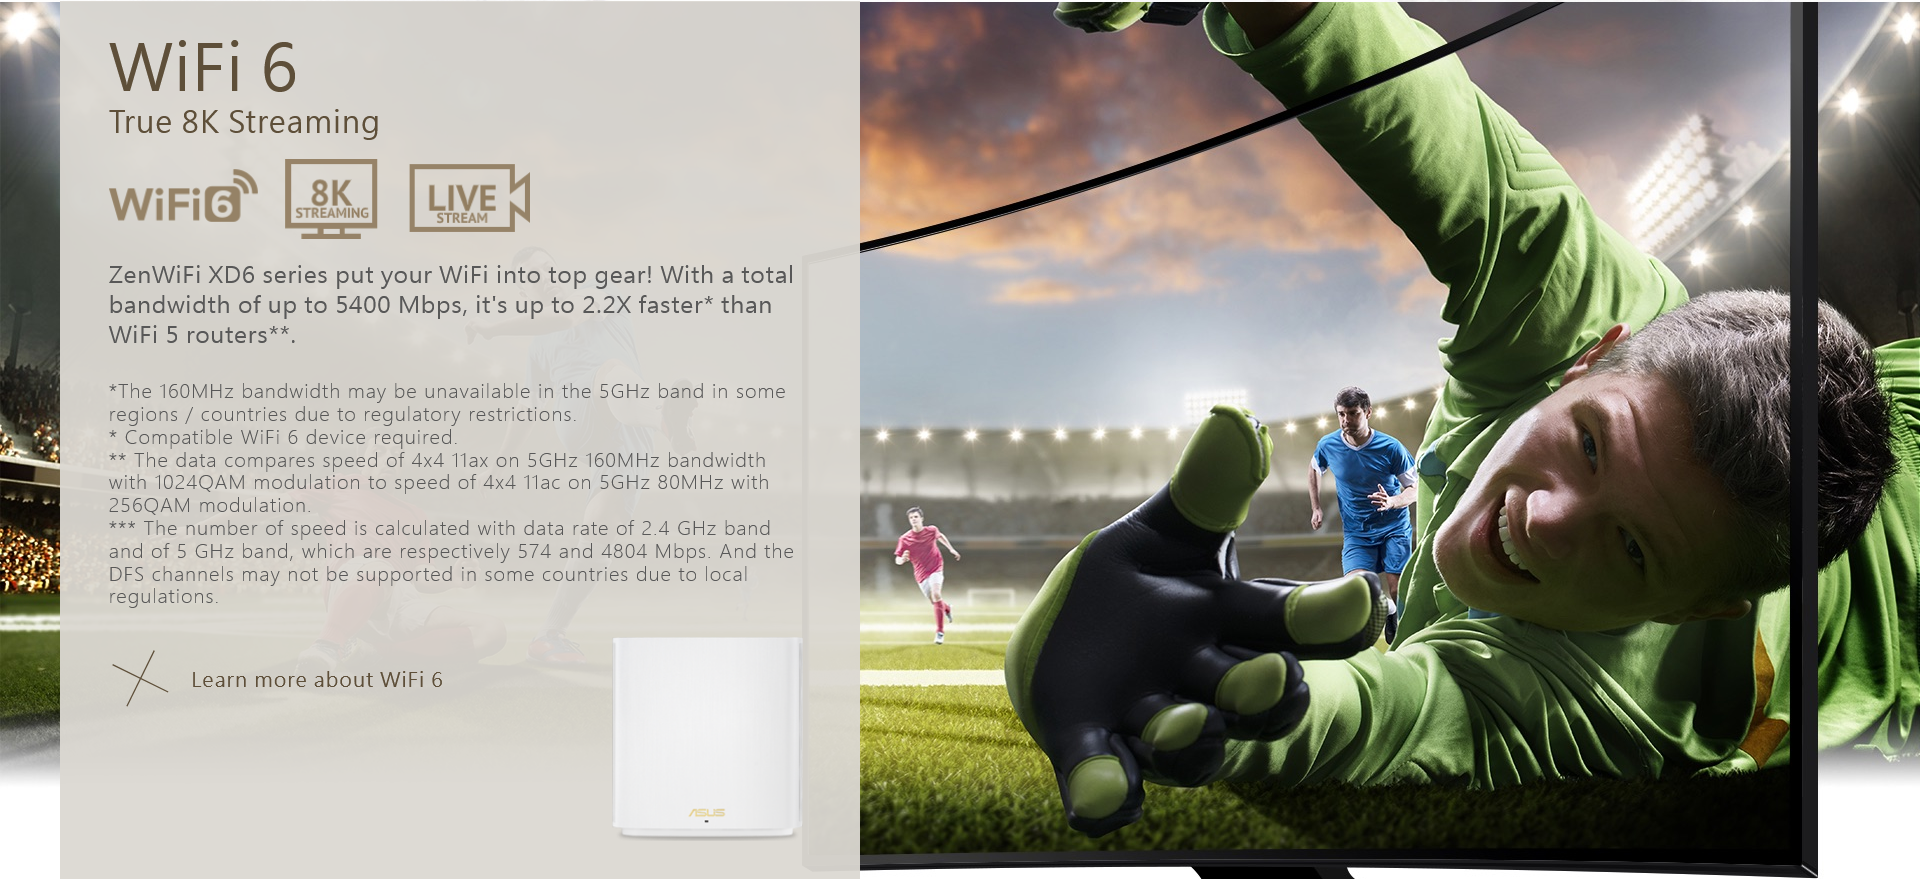 WiFi 6
True 8K Streaming
WiFi 6
8K
STREAMING
LIVE
STREAM
ZenWiFi XD6 series put your WiFi into top gear! With a total
bandwidth of up to 5400 Mbps, it's up to 2.2X faster* than
WiFi 5 routers**.
*The 160MHz bandwidth may be unavailable in the 5GHz band in some
regions / countries due to regulatory restrictions.
* Compatible WiFi 6 device required.
** The data compares speed of 4x4 11ax on 5GHz 160MHz bandwidth
with 1024QAM modulation to speed of 4x4 11ac on 5GHz 80MHz with
256QAM modulation.
*** The number of speed is calculated with data rate of 2.4 GHz band
and of 5 GHz band, which are respectively 574 and 4804 Mbps. And the
DFS channels may not be supported in some countries due to local
regulations.
Learn more about WiFi 6
ASUS